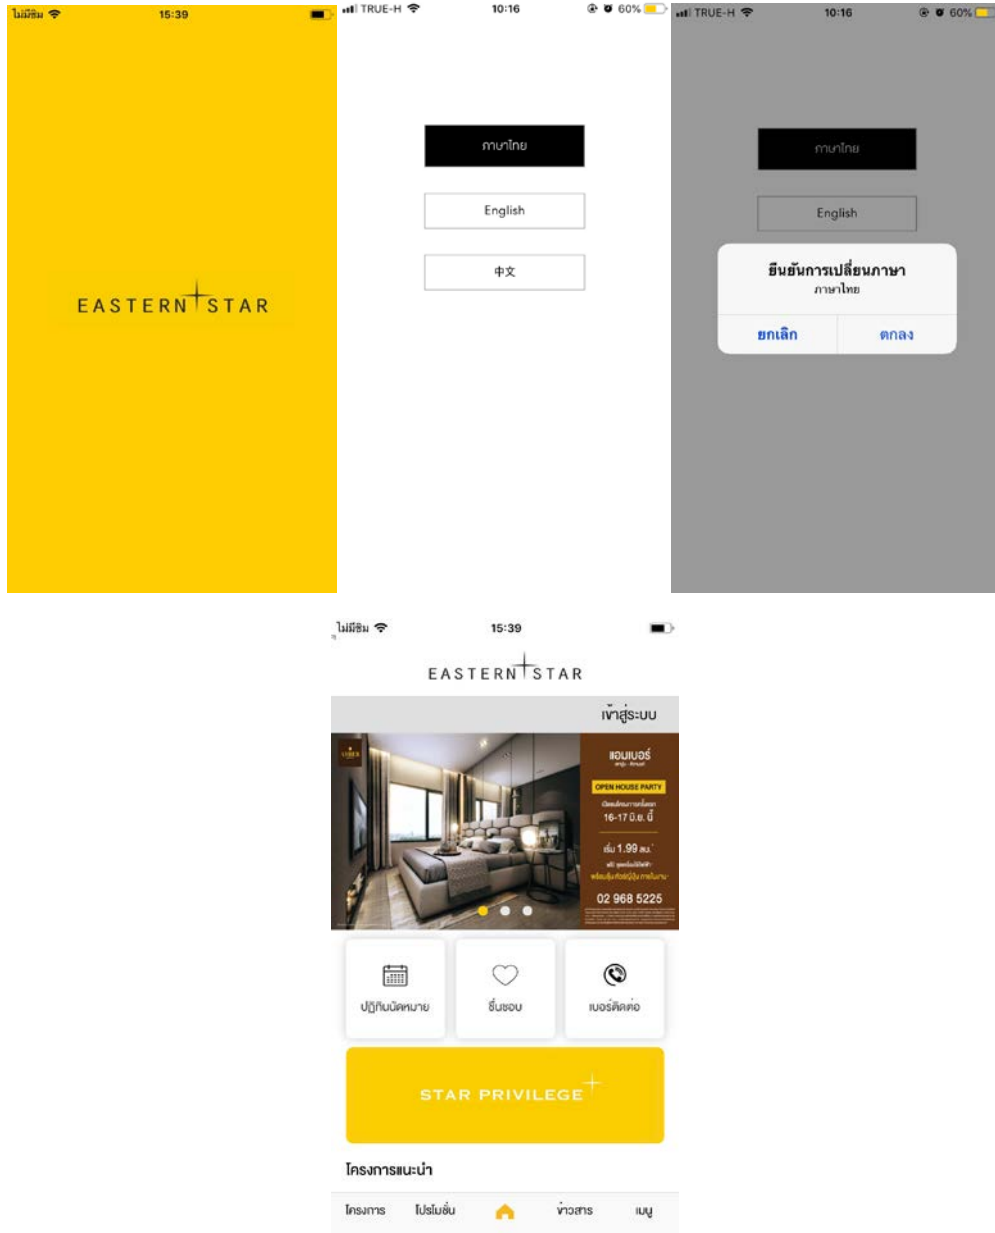 ไม่มีซิม 15:39
EASTERN STAR
TRUE-H 10:16 60%
ภาษาไทย
English
中文
TRUE-H 10:16 60%
ภาษาไทย
English
ยืนยันการเปลี่ยนภาษา
ภาษาไทย
ยกเลิก ตกลง
ไม่มีซิม 15:39
EASTERN STAR
เข้าสู่ระบบ
แอมเบอร์
OPEN HOUSE PARTY
16-17 มิ.ย. นี้
เริ่ม 1.99 ลบ.*
02 968 5225
ปฏิทินนัดหมาย ชื่นชอบ เบอร์ติดต่อ
STAR PRIVILEGE
โครงการแนะนำ
โครงการ โปรโมชั่น ข่าวสาร เมนู